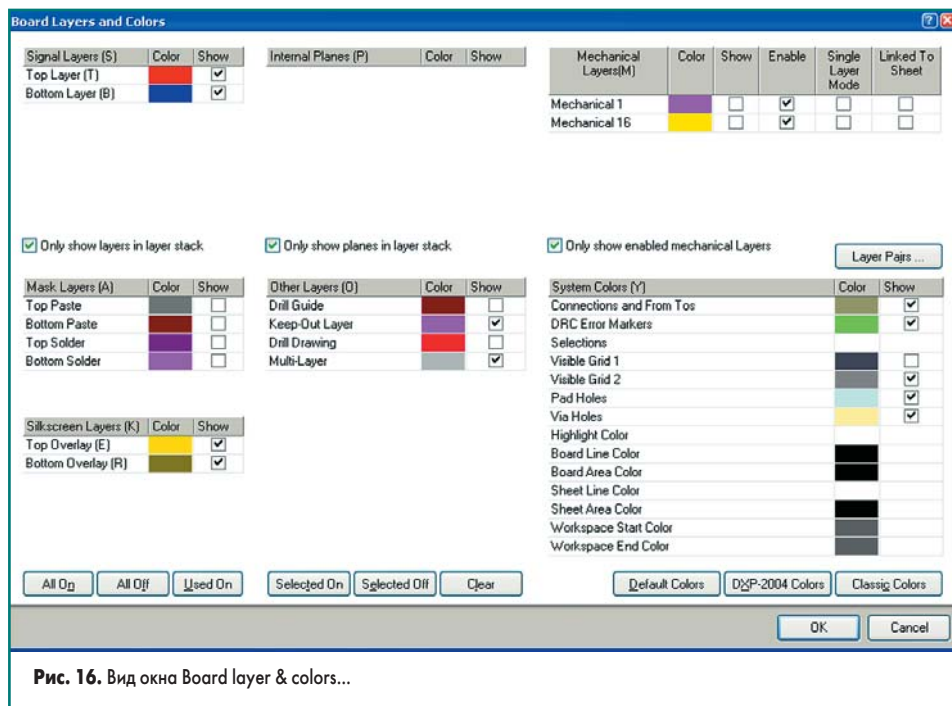 Board Layers and Colors
Signal Layers (S) Color Show
Top Layer (T)
Bottom Layer (B)
Internal Planes (P) Color Show
Mechanical Layers(M) Color Show Enable Single Layer Mode Linked To Sheet
Mechanical 1
Mechanical 16
Only show layers in layer stack
Only show planes in layer stack
Only show enabled mechanical Layers
Layer Pairs ...
Mask Layers (A) Color Show
Top Paste
Bottom Paste
Top Solder
Bottom Solder
Other Layers (O) Color Show
Drill Guide
Keep-Out Layer
Drill Drawing
Multi-Layer
System Colors (Y) Color Show
Connections and From Tos
DRC Error Markers
Selections
Visible Grid 1
Visible Grid 2
Pad Holes
Via Holes
Highlight Color
Board Line Color
Board Area Color
Sheet Line Color
Sheet Area Color
Workspace Start Color
Workspace End Color
Silkscreen Layers (K) Color Show
Top Overlay (E)
Bottom Overlay (R)
All On All Off Used On Selected On Selected Off Clear Default Colors DXP-2004 Colors Classic Colors
OK Cancel
Рис. 16. Вид окна Board layer & colors...